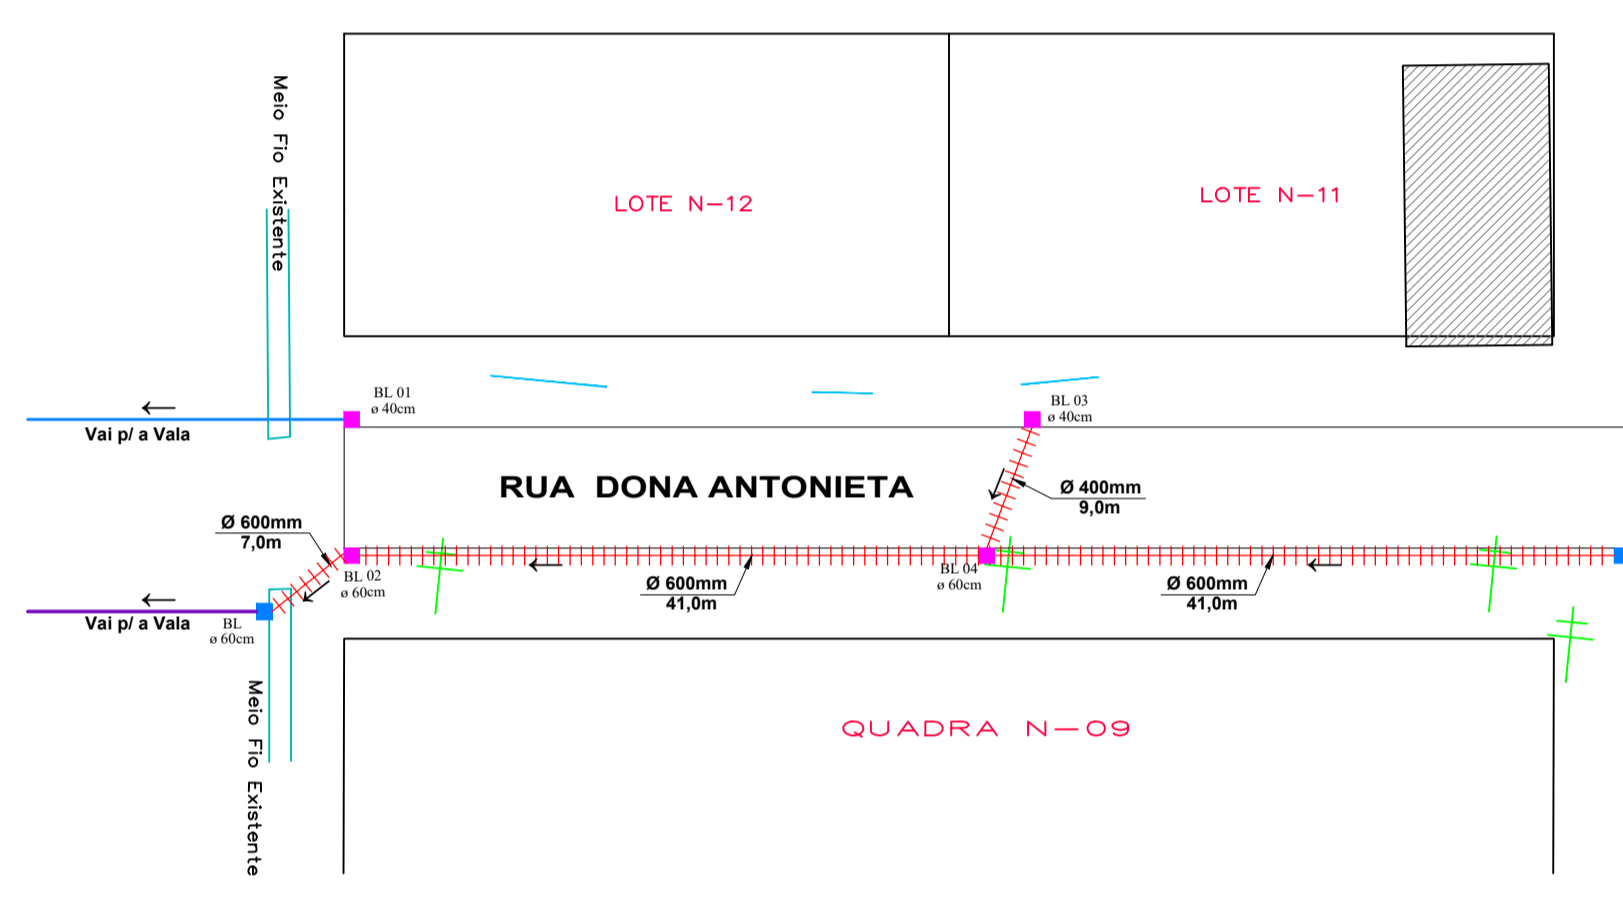 Meio Fio Existente
LOTE N-12
LOTE N-11
BL 01
ø 40cm
BL 03
ø 40cm
Vai p/ a Vala
RUA DONA ANTONIETA
Ø 400mm
9,0m
Ø 600mm
7,0m
BL 02
ø 60cm
BL 04
ø 60cm
Ø 600mm
41,0m
Ø 600mm
41,0m
Vai p/ a Vala
BL
ø 60cm
Meio Fio Existente
QUADRA N-09